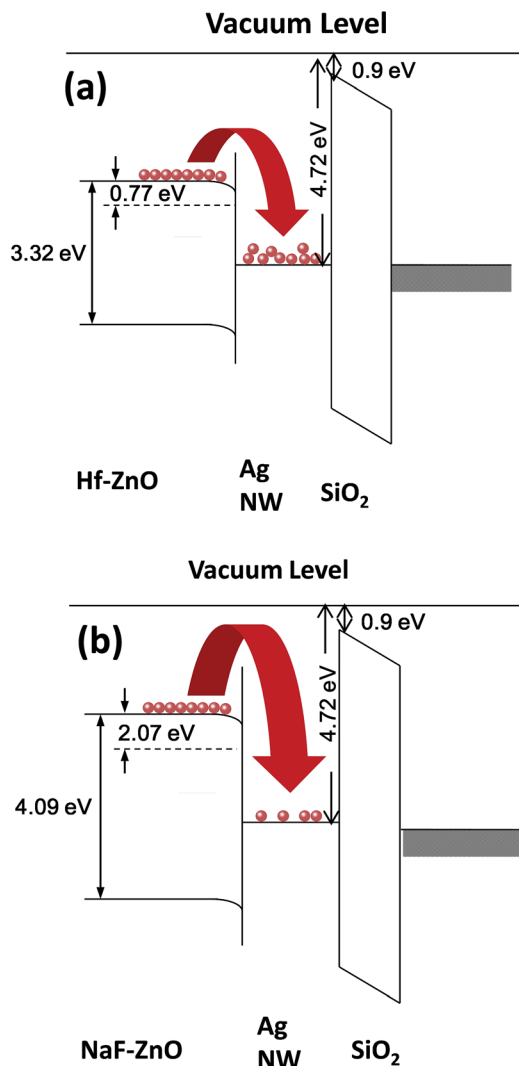 Vacuum Level
0.9 eV
(a)
4.72 eV
0.77 eV
3.32 eV
Hf-ZnO
Ag
NW
SiO₂
Vacuum Level
0.9 eV
(b)
4.72 eV
2.07 eV
4.09 eV
NaF-ZnO
Ag
NW
SiO₂